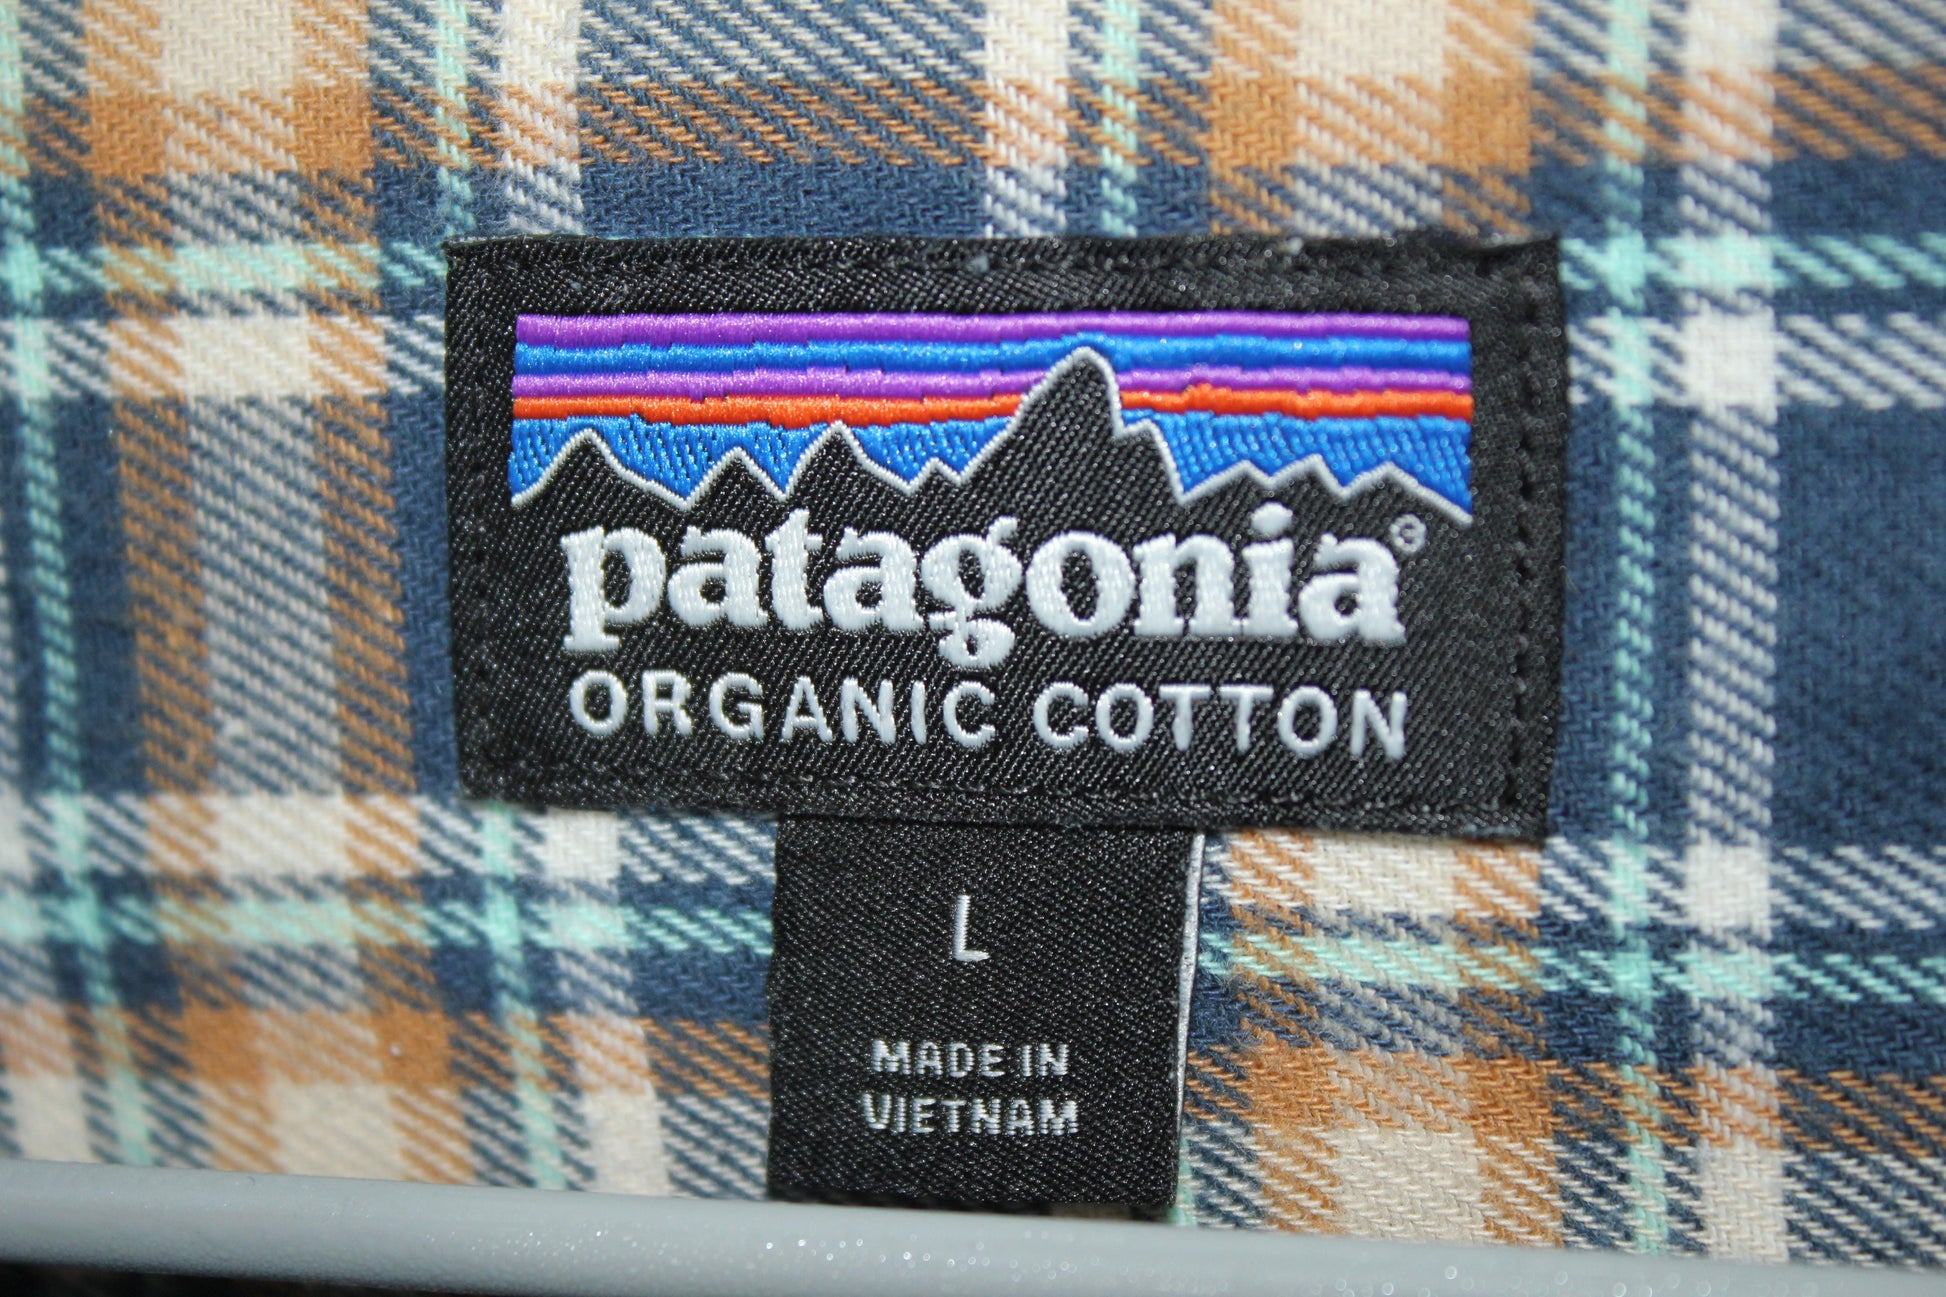 patagonia®
ORGANIC COTTON
L
MADE IN
VIETNAM